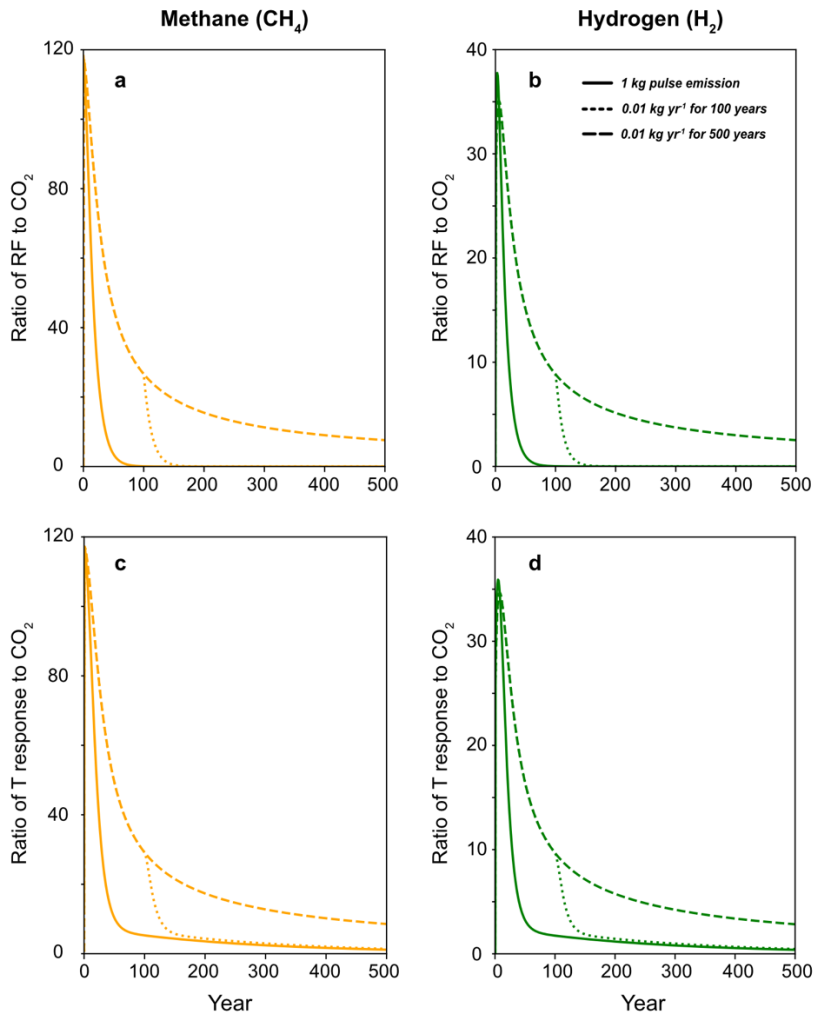 Methane (CH₄)
Hydrogen (H₂)
120
80
40
0
Ratio of RF to CO₂
a
0
100
200
300
400
500
40
30
20
10
0
Ratio of RF to CO₂
b
1 kg pulse emission
0.01 kg yr⁻¹ for 100 years
0.01 kg yr⁻¹ for 500 years
0
100
200
300
400
500
120
80
40
0
Ratio of T response to CO₂
c
0
100
200
300
400
500
Year
40
30
20
10
0
Ratio of T response to CO₂
d
0
100
200
300
400
500
Year